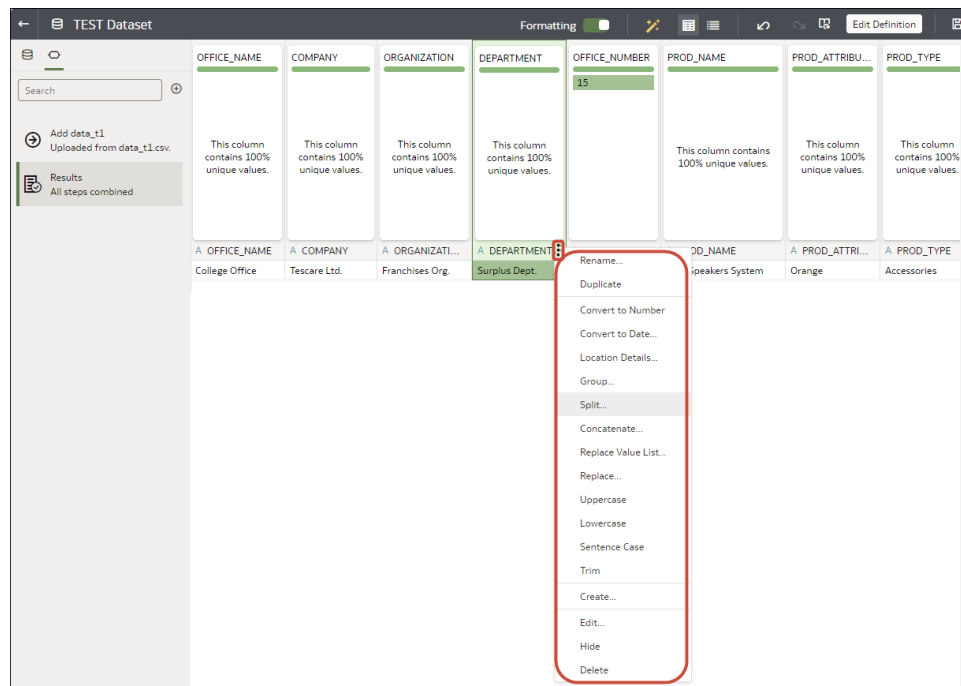 TEST Dataset
Formatting
Edit Definition
Search
Add data_t1
Uploaded from data_t1.csv.
Results
All steps combined
OFFICE_NAME COMPANY ORGANIZATION DEPARTMENT OFFICE_NUMBER PROD_NAME PROD_ATTRIBU... PROD_TYPE
15
This column
contains 100%
unique values.
This column
contains 100%
unique values.
This column
contains 100%
unique values.
This column
contains 100%
unique values.
This column contains
100% unique values.
This column
contains 100%
unique values.
This column
contains 100%
unique values.
A OFFICE_NAME A COMPANY A ORGANIZATI... A DEPARTMENT OD_NAME A PROD_ATTRI... A PROD_TYPE
College Office Tescare Ltd. Franchises Org. Surplus Dept. Speakers System Orange Accessories
Rename...
Duplicate
Convert to Number
Convert to Date...
Location Details...
Group...
Split...
Concatenate...
Replace Value List...
Replace...
Uppercase
Lowercase
Sentence Case
Trim
Create...
Edit...
Hide
Delete